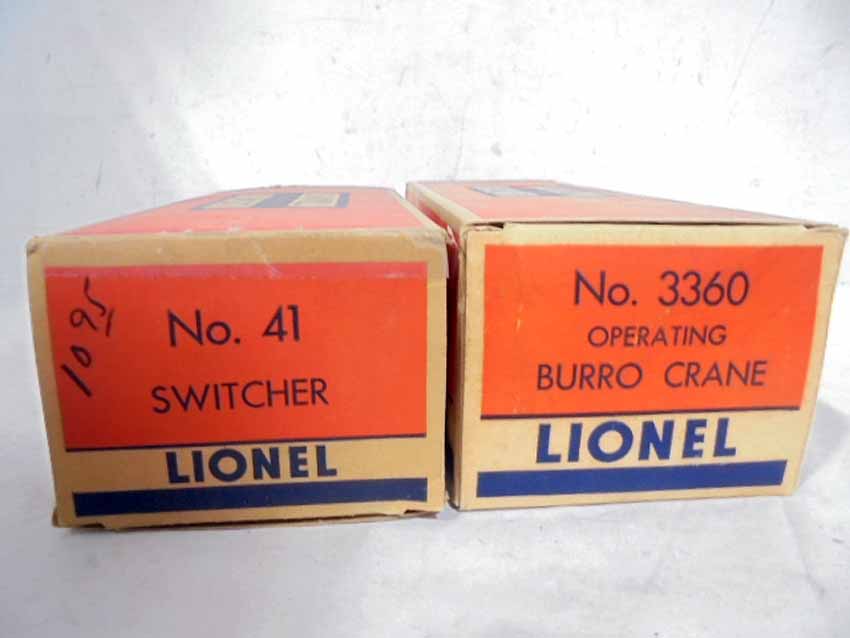 1095
No. 41
SWITCHER
LIONEL
No. 3360
OPERATING
BURRO CRANE
LIONEL